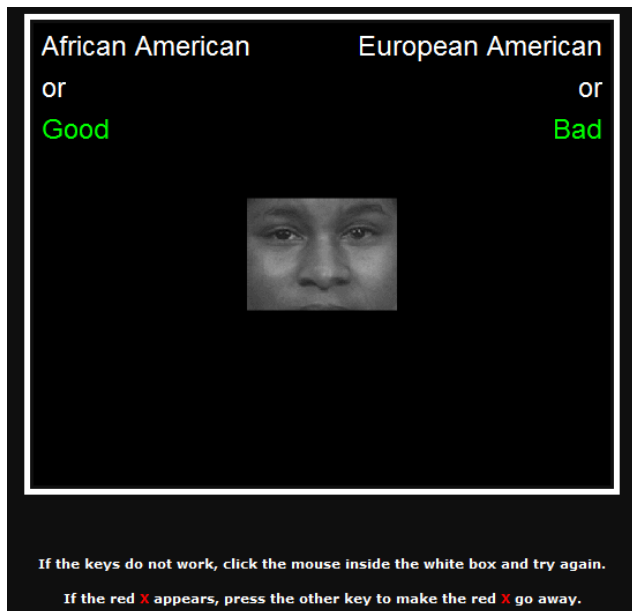 African American European American
or or
Good Bad
If the keys do not work, click the mouse inside the white box and try again.
If the red X appears, press the other key to make the red X go away.